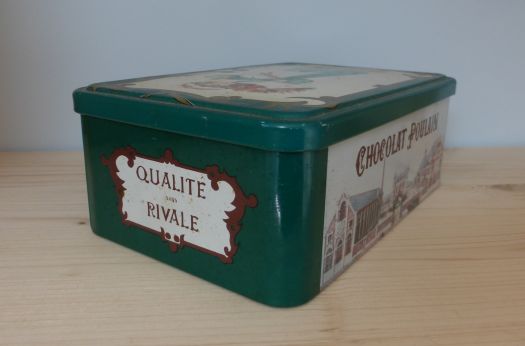 QUALITÉ
SANS
RIVALE
CHOCOLAT POULAIN